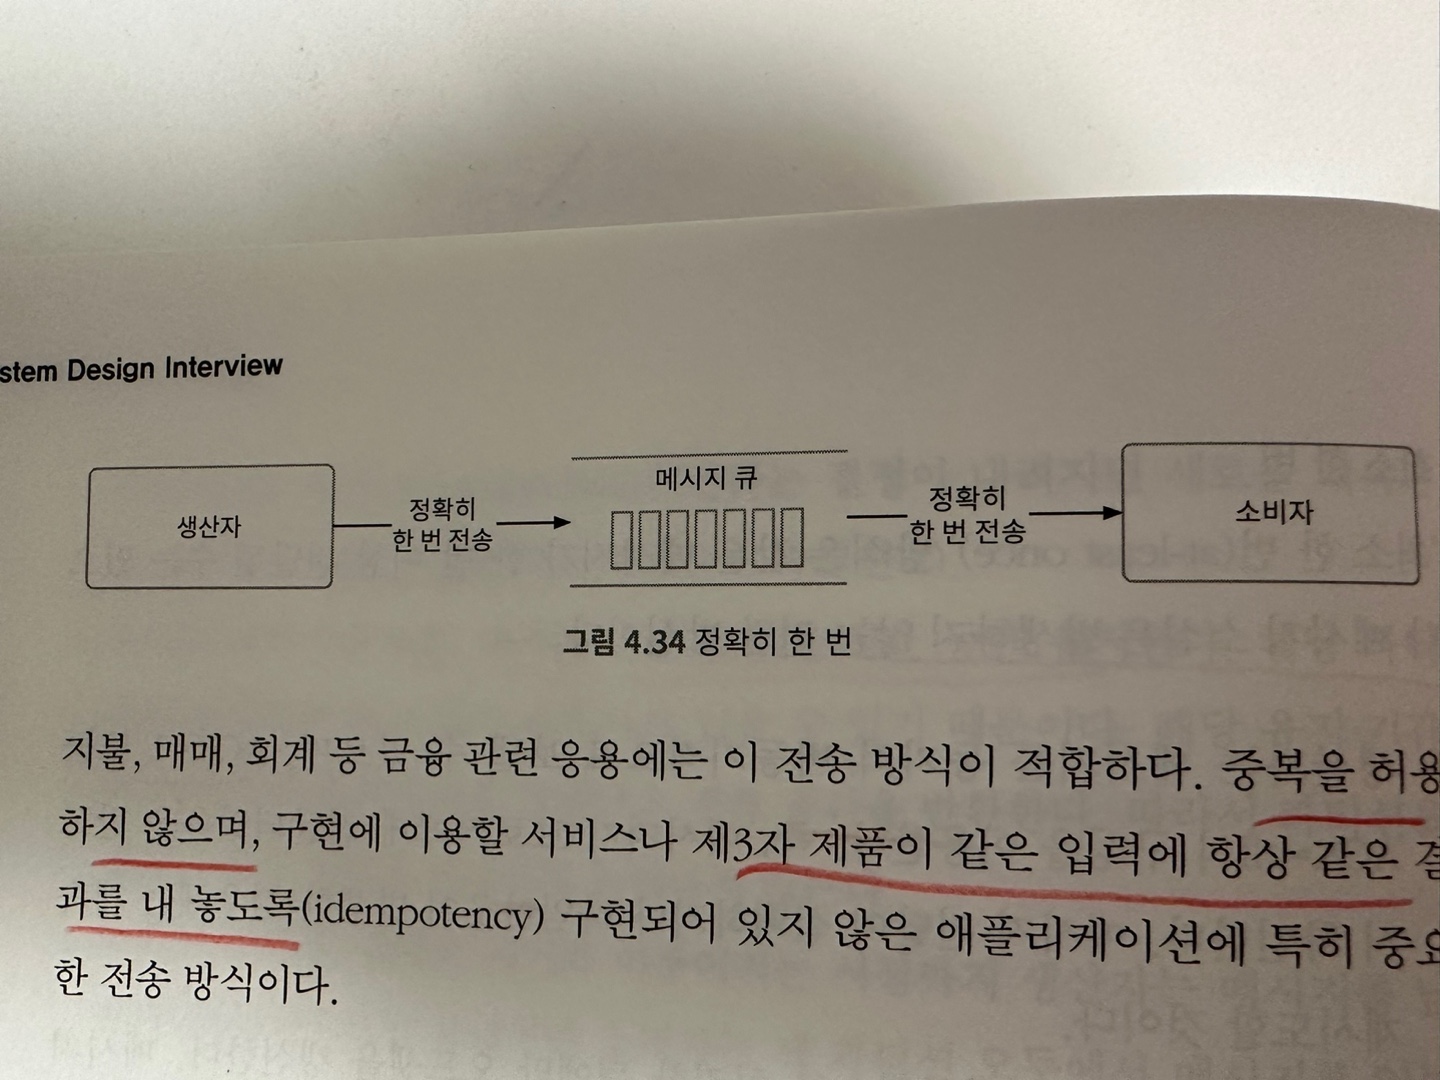 stem Design Interview
생산자
정확히
한 번 전송
메시지 큐
정확히
한 번 전송
소비자
그림 4.34 정확히 한 번
지불, 매매, 회계 등 금융 관련 응용에는 이 전송 방식이 적합하다. 중복을 허용
하지 않으며, 구현에 이용할 서비스나 제3자 제품이 같은 입력에 항상 같은 결
과를 내 놓도록(idempotency) 구현되어 있지 않은 애플리케이션에 특히 중요
한 전송 방식이다.